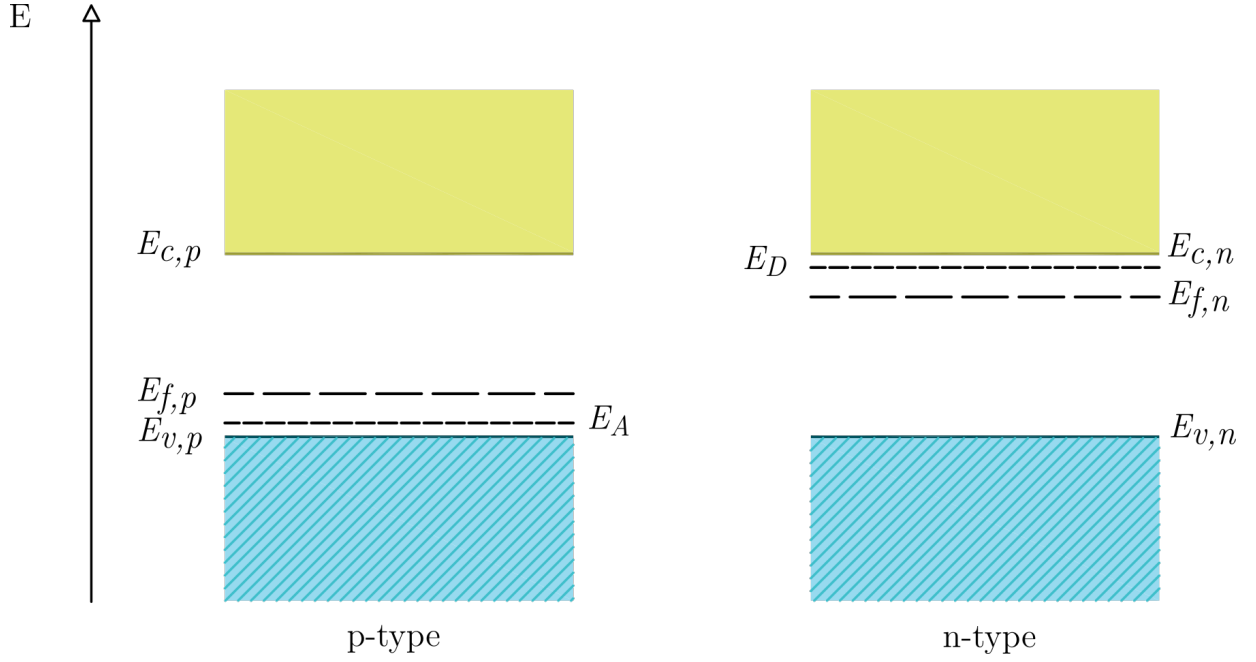 E
E_{c,p}
E_{f,p}
E_{v,p}
E_A
p-type
E_D
E_{c,n}
E_{f,n}
E_{v,n}
n-type